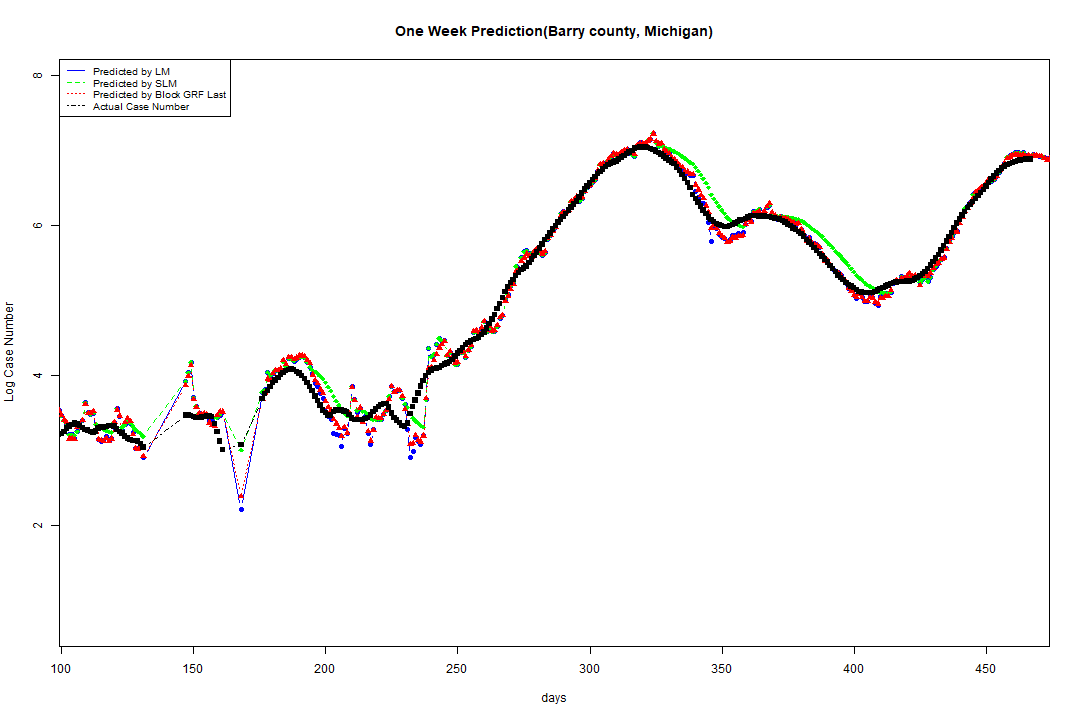 One Week Prediction(Barry county, Michigan)
Predicted by LM
Predicted by SLM
Predicted by Block GRF Last
Actual Case Number
8
6
4
2
Log Case Number
100 150 200 250 300 350 400 450
days